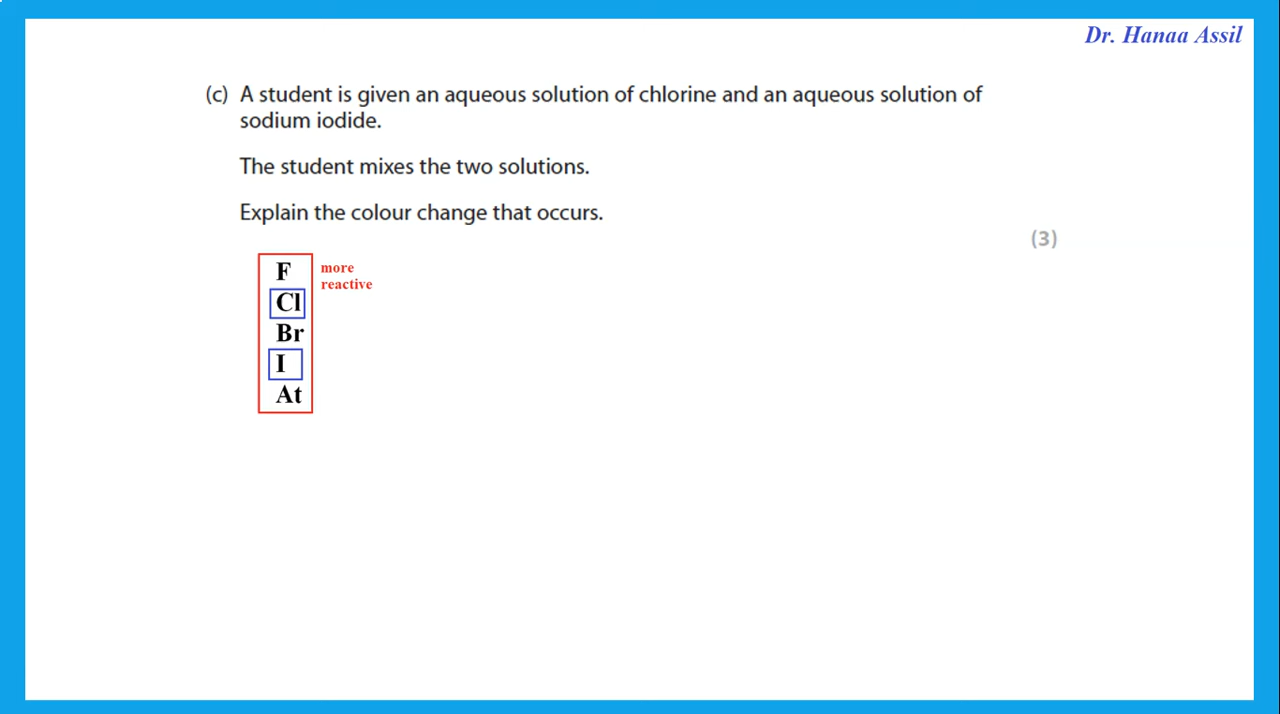 Dr. Hanaa Assil
(c) A student is given an aqueous solution of chlorine and an aqueous solution of
sodium iodide.
The student mixes the two solutions.
Explain the colour change that occurs.
(3)
F
more
reactive
Cl
Br
I
At